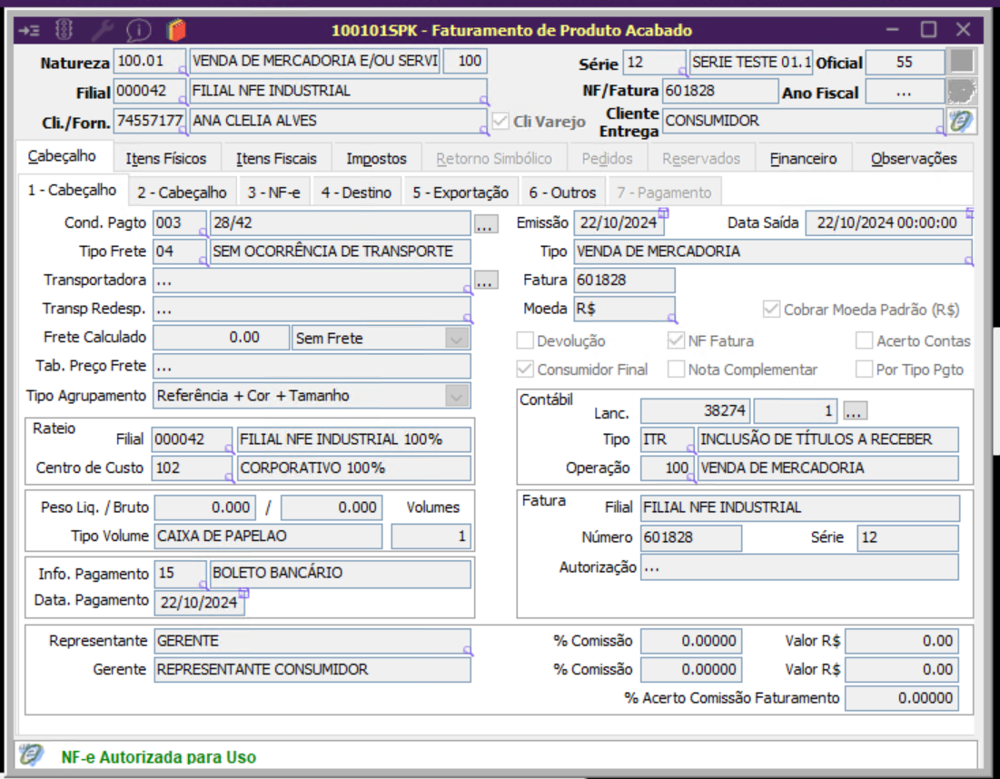 100101SPK - Faturamento de Produto Acabado
Natureza 100.01 VENDA DE MERCADORIA E/OU SERVI 100 Série 12 SERIE TESTE 01.1 Oficial 55
Filial 000042 FILIAL NFE INDUSTRIAL NF/Fatura 601828 Ano Fiscal ...
Cli./Forn. 74557177 ANA CLELIA ALVES Cli Varejo Cliente Entrega CONSUMIDOR
Cabeçalho Itens Físicos Itens Fiscais Impostos Retorno Simbólico Pedidos Reservados Financeiro Observações
1 - Cabeçalho 2 - Cabeçalho 3 - NF-e 4 - Destino 5 - Exportação 6 - Outros 7 - Pagamento
Cond. Pagto 003 28/42 ... Emissão 22/10/2024 Data Saída 22/10/2024 00:00:00
Tipo Frete 04 SEM OCORRÊNCIA DE TRANSPORTE Tipo VENDA DE MERCADORIA
Transportadora ... ... Fatura 601828
Transp Redesp. ... Moeda R$ Cobrar Moeda Padrão (R$)
Frete Calculado 0.00 Sem Frete Devolução NF Fatura Acerto Contas
Tab. Preço Frete ... Consumidor Final Nota Complementar Por Tipo Pgto
Tipo Agrupamento Referência + Cor + Tamanho
Contábil
Lanc. 38274 1 ...
Rateio
Filial 000042 FILIAL NFE INDUSTRIAL 100% Tipo ITR INCLUSÃO DE TÍTULOS A RECEBER
Centro de Custo 102 CORPORATIVO 100% Operação 100 VENDA DE MERCADORIA
Fatura
Peso Liq. / Bruto 0.000 / 0.000 Volumes Filial FILIAL NFE INDUSTRIAL
Tipo Volume CAIXA DE PAPELAO 1 Número 601828 Série 12
Info. Pagamento 15 BOLETO BANCÁRIO Autorização ...
Data. Pagamento 22/10/2024
Representante GERENTE % Comissão 0.00000 Valor R$ 0.00
Gerente REPRESENTANTE CONSUMIDOR % Comissão 0.00000 Valor R$ 0.00
% Acerto Comissão Faturamento 0.00000
NF-e Autorizada para Uso